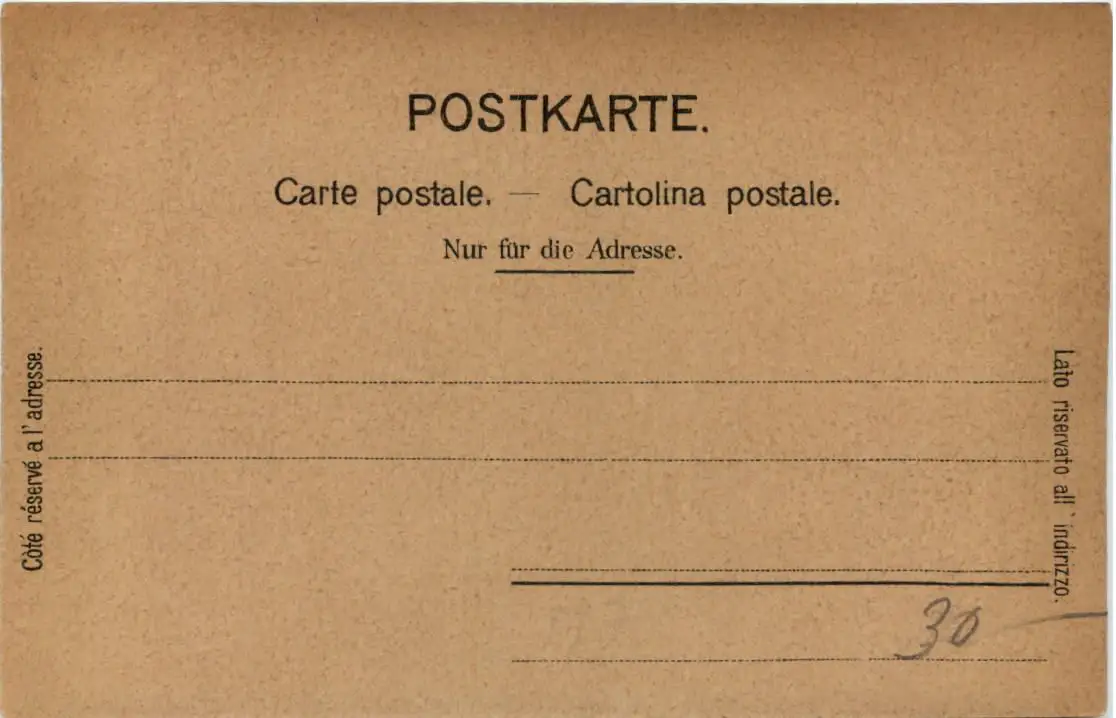 POSTKARTE.
Carte postale. — Cartolina postale.
Nur für die Adresse.
Côté réservé a l'adresse.
Lato riservato all' indirizzo.
30 —